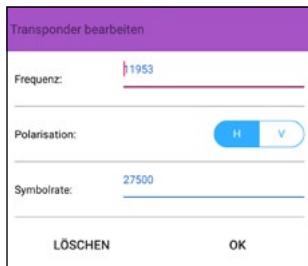 Transponder bearbeiten
Frequenz: 11953
Polarisation: H V
Symbolrate: 27500
LÖSCHEN OK